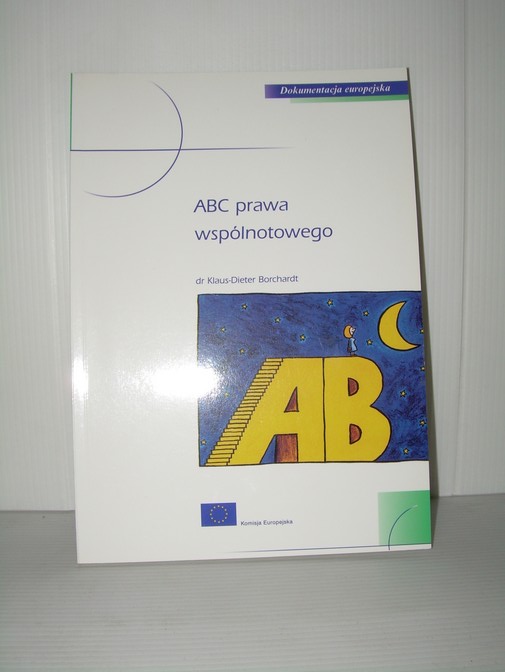 Dokumentacja europejska
ABC prawa
wspólnotowego
dr Klaus-Dieter Borchardt
AB
Komisja Europejska